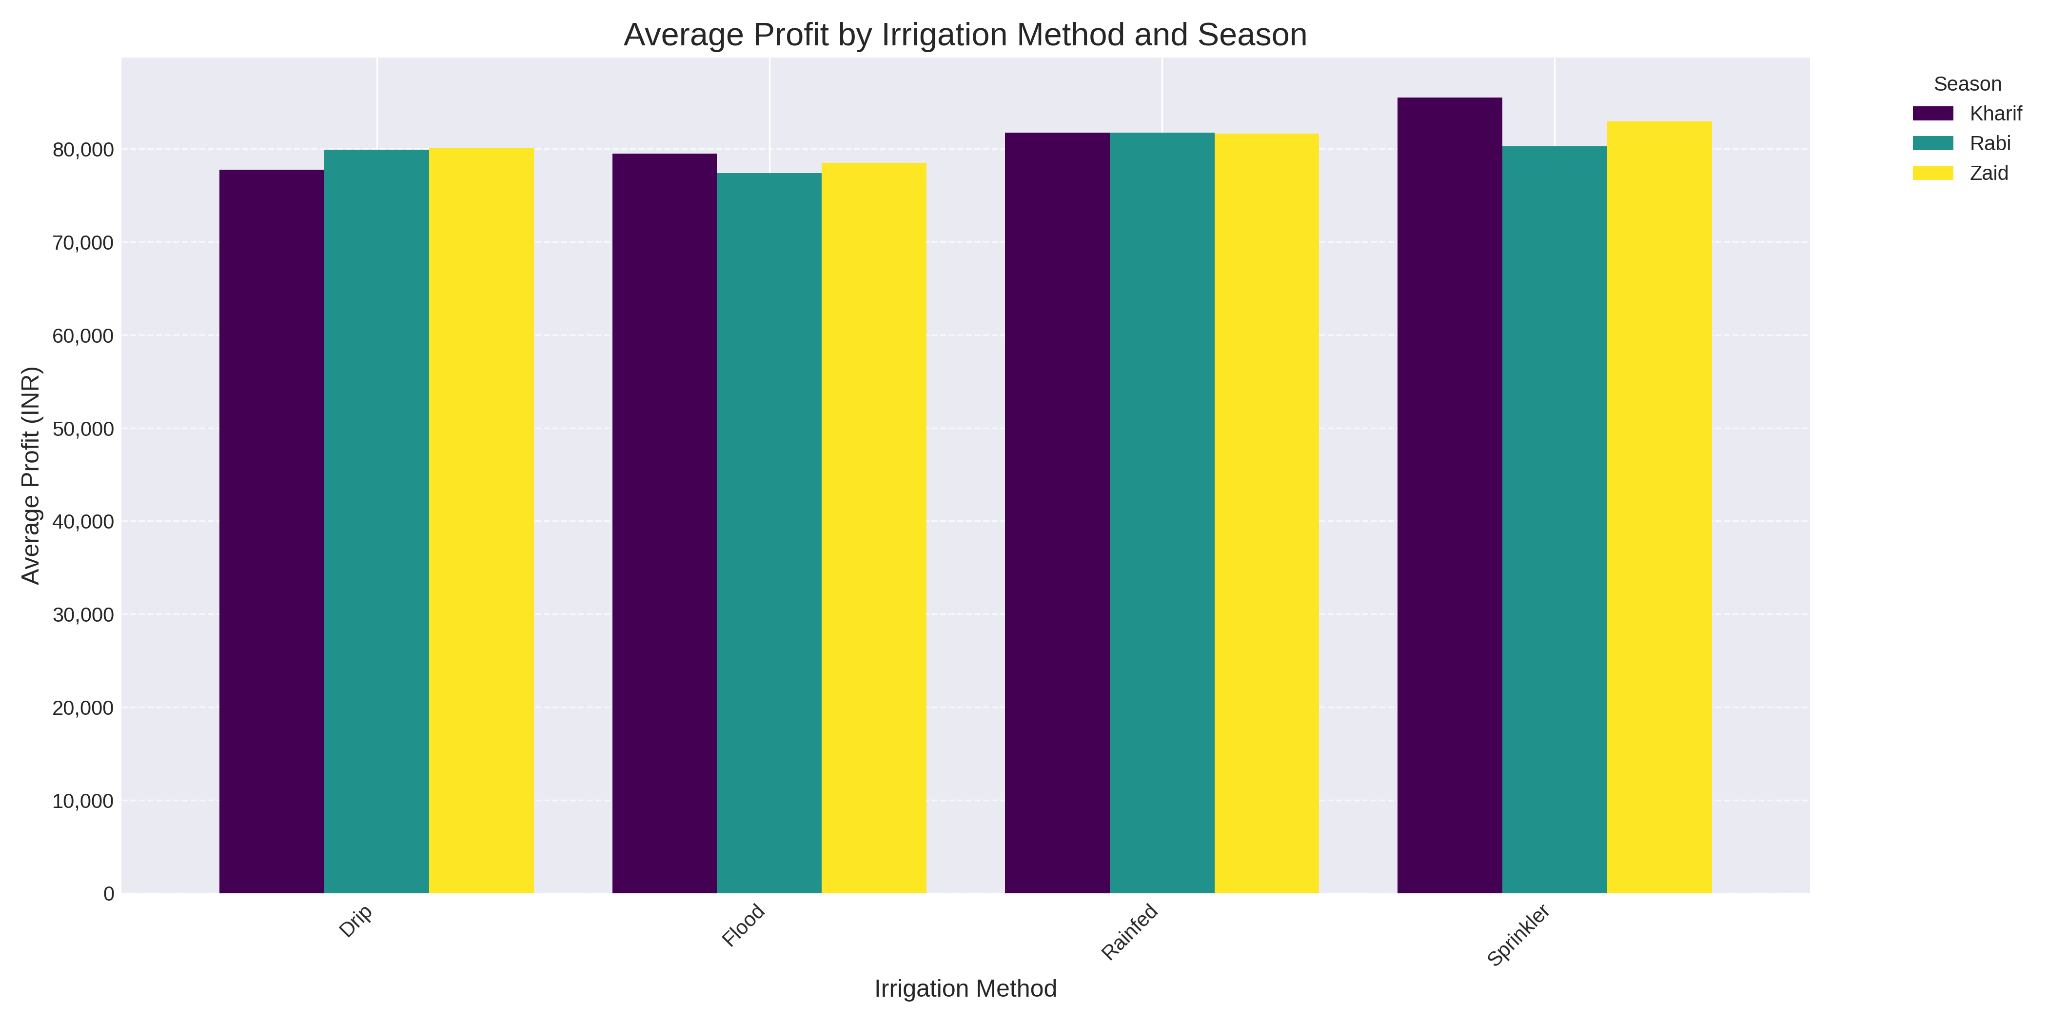 Average Profit by Irrigation Method and Season
Season
Kharif
Rabi
Zaid
Average Profit (INR)
80,000
70,000
60,000
50,000
40,000
30,000
20,000
10,000
0
Drip
Flood
Rainfed
Sprinkler
Irrigation Method